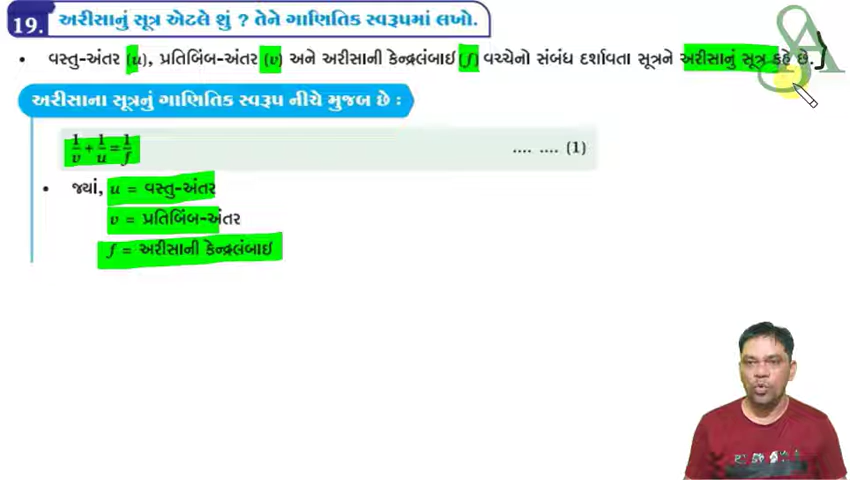 19. અરીસાનું સૂત્ર એટલે શું ? તેને ગાણિતિક સ્વરૂપમાં લખો.
• વસ્તુ-અંતર (u), પ્રતિબિંબ-અંતર (v) અને અરીસાની કેન્દ્રલંબાઈ (f) વચ્ચેનો સંબંધ દર્શાવતા સૂત્રને અરીસાનું સૂત્ર કહે છે.
અરીસાના સૂત્રનું ગાણિતિક સ્વરૂપ નીચે મુજબ છે :
1/v + 1/u = 1/f .... .... (1)
• જ્યાં, u = વસ્તુ-અંતર
v = પ્રતિબિંબ-અંતર
f = અરીસાની કેન્દ્રલંબાઈ